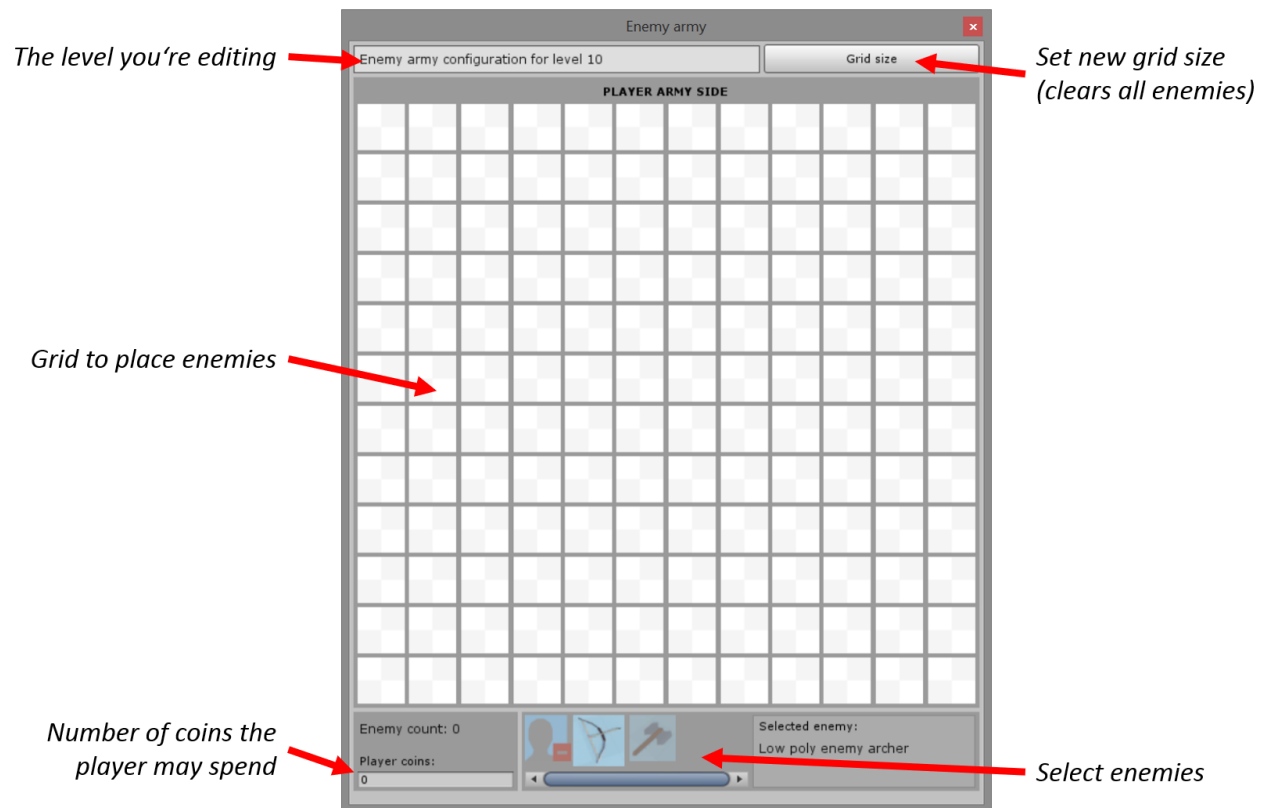 Enemy army
The level you‘re editing
Enemy army configuration for level 10
Grid size
Set new grid size
(clears all enemies)
PLAYER ARMY SIDE
Grid to place enemies
Number of coins the
player may spend
Enemy count: 0
Player coins:
0
Selected enemy:
Low poly enemy archer
Select enemies